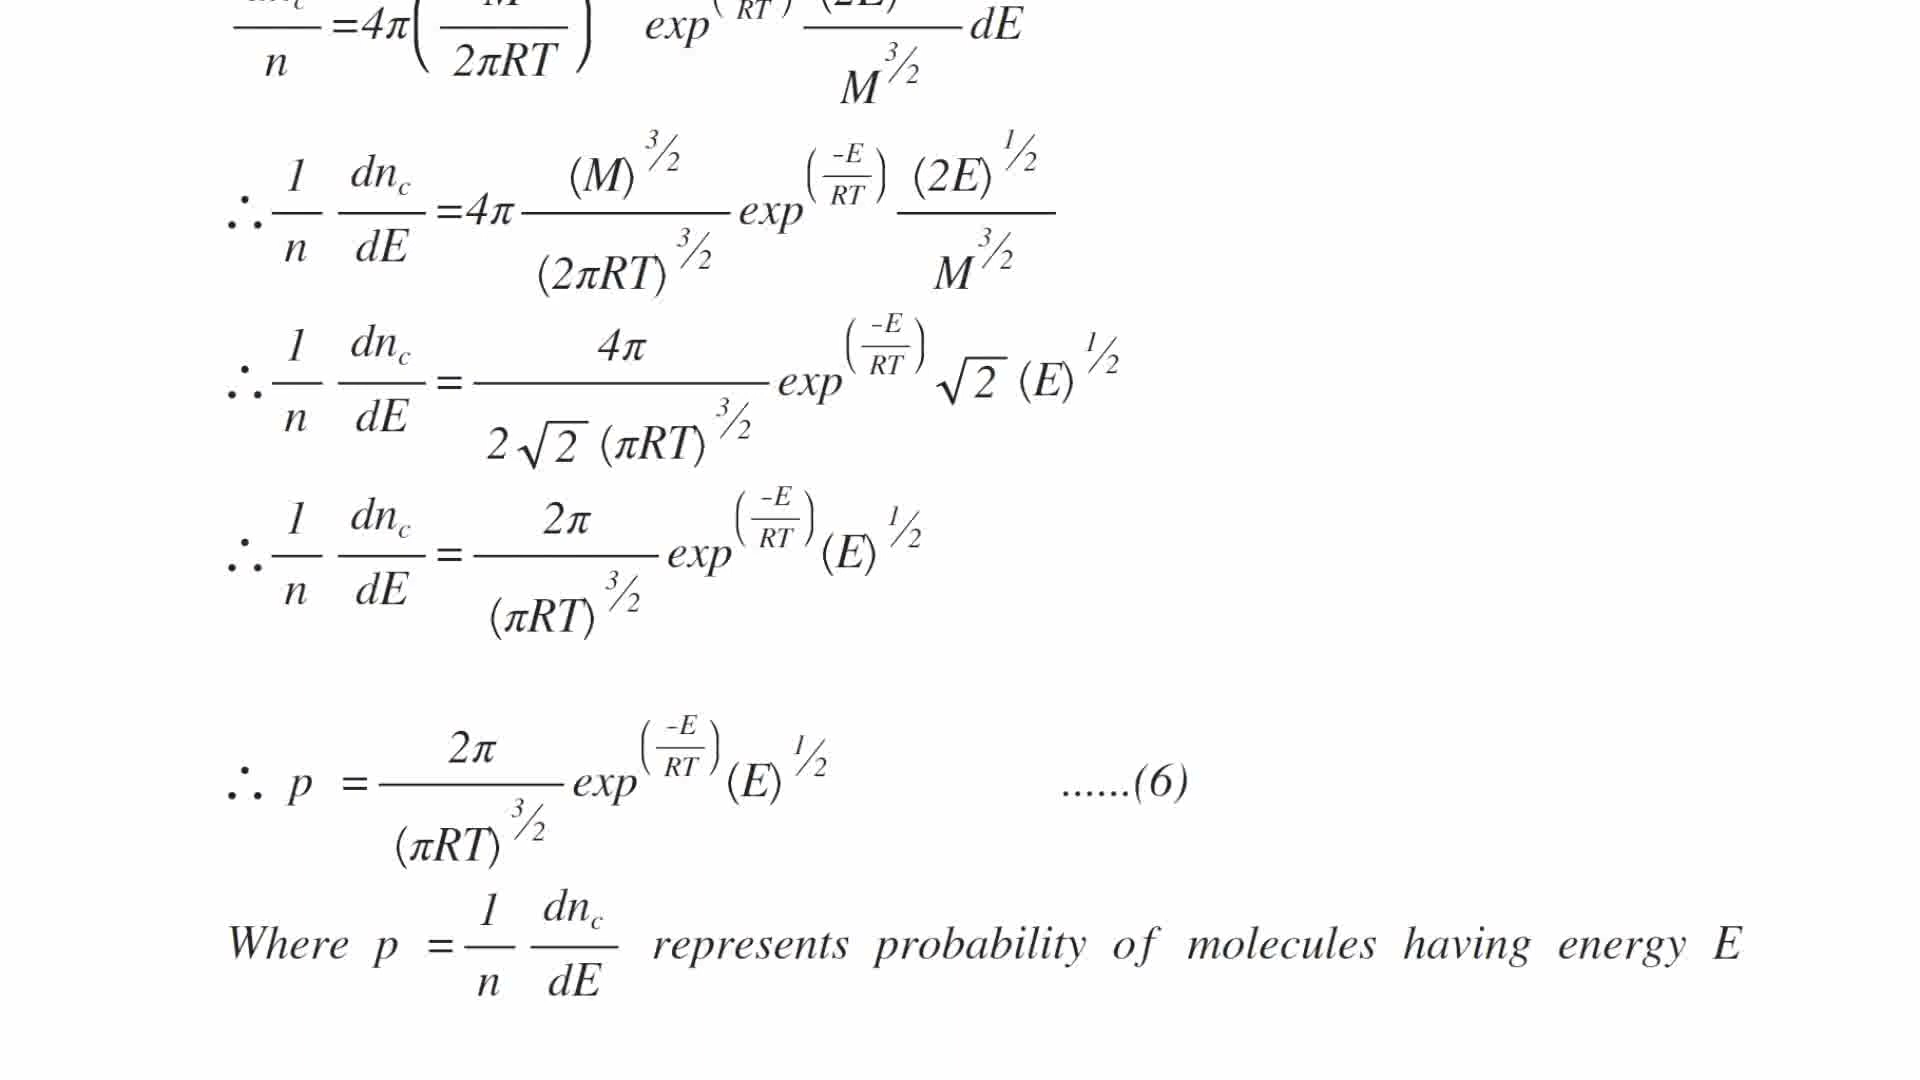 dn_c/n = 4π(M/2πRT) exp^(/RT) (2E)/M^(3/2) dE
∴ 1/n dn_c/dE = 4π (M)^(3/2)/(2πRT)^(3/2) exp^(-E/RT) (2E)^(1/2)/M^(3/2)
∴ 1/n dn_c/dE = 4π/(2√2 (πRT)^(3/2)) exp^(-E/RT) √2 (E)^(1/2)
∴ 1/n dn_c/dE = 2π/(πRT)^(3/2) exp^(-E/RT) (E)^(1/2)
∴ p = 2π/(πRT)^(3/2) exp^(-E/RT) (E)^(1/2) ......(6)
Where p = 1/n dn_c/dE represents probability of molecules having energy E